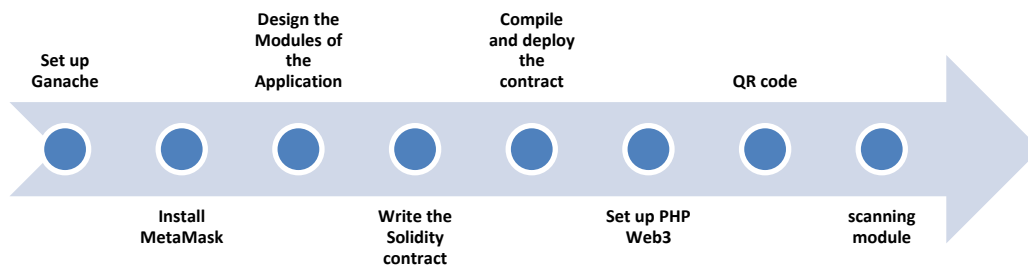 Set up
Ganache
Install
MetaMask
Design the
Modules of
the
Application
Write the
Solidity
contract
Compile
and deploy
the
contract
Set up PHP
Web3
QR code
scanning
module